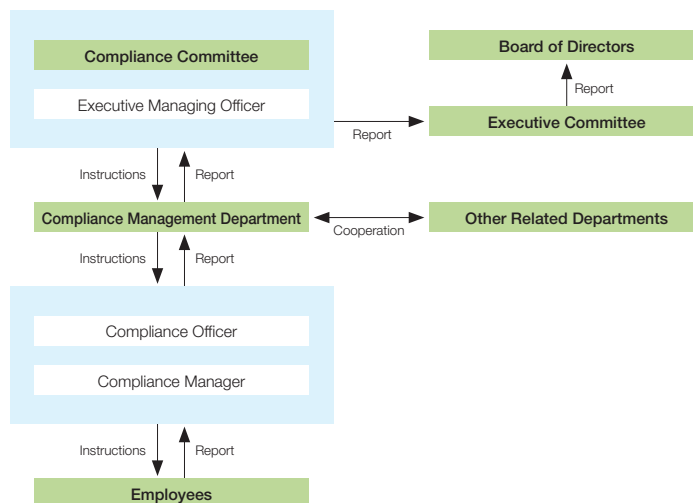 Compliance Committee
Executive Managing Officer
Board of Directors
Report
Executive Committee
Report
Instructions
Report
Compliance Management Department
Cooperation
Other Related Departments
Instructions
Report
Compliance Officer
Compliance Manager
Instructions
Report
Employees